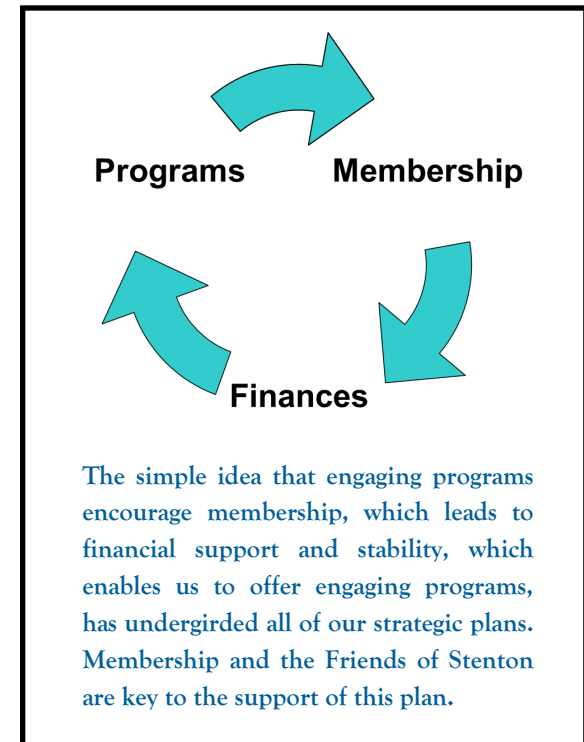 Programs Membership
Finances
The simple idea that engaging programs
encourage membership, which leads to
financial support and stability, which
enables us to offer engaging programs,
has undergirded all of our strategic plans.
Membership and the Friends of Stenton
are key to the support of this plan.